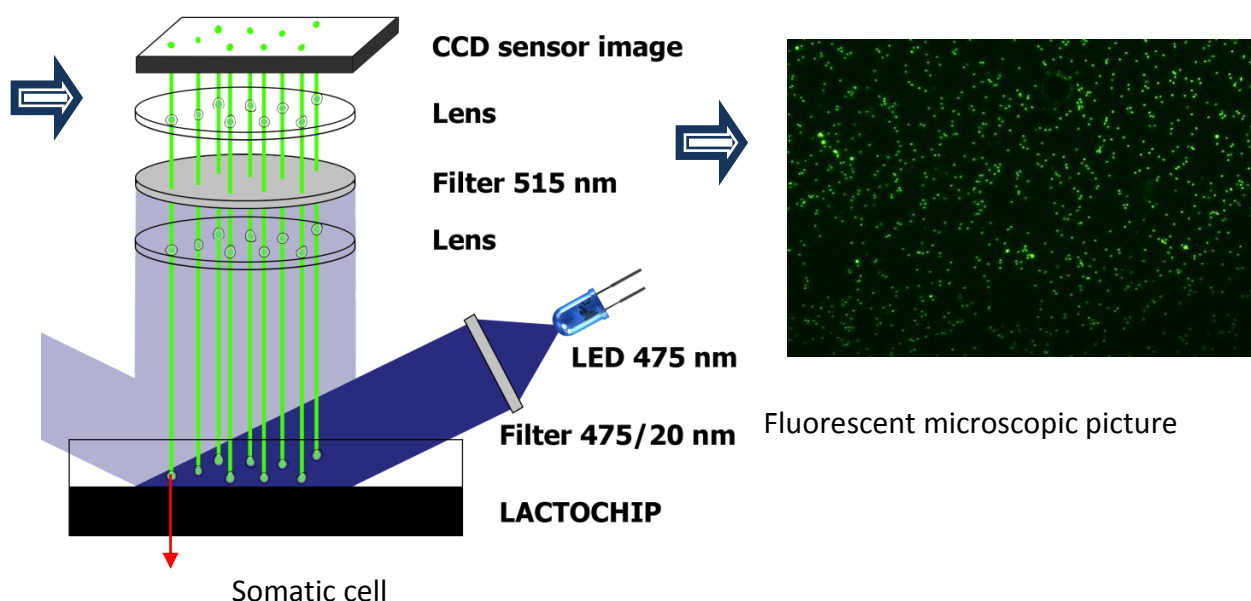 CCD sensor image
Lens
Filter 515 nm
Lens
LED 475 nm
Filter 475/20 nm
LACTOCHIP
Somatic cell
Fluorescent microscopic picture